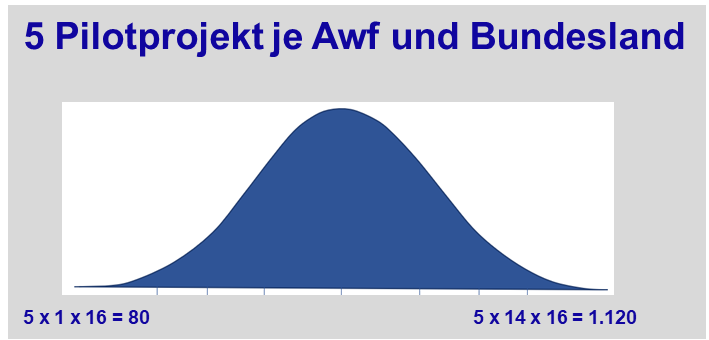 5 Pilotprojekt je Awf und Bundesland
5 x 1 x 16 = 80
5 x 14 x 16 = 1.120